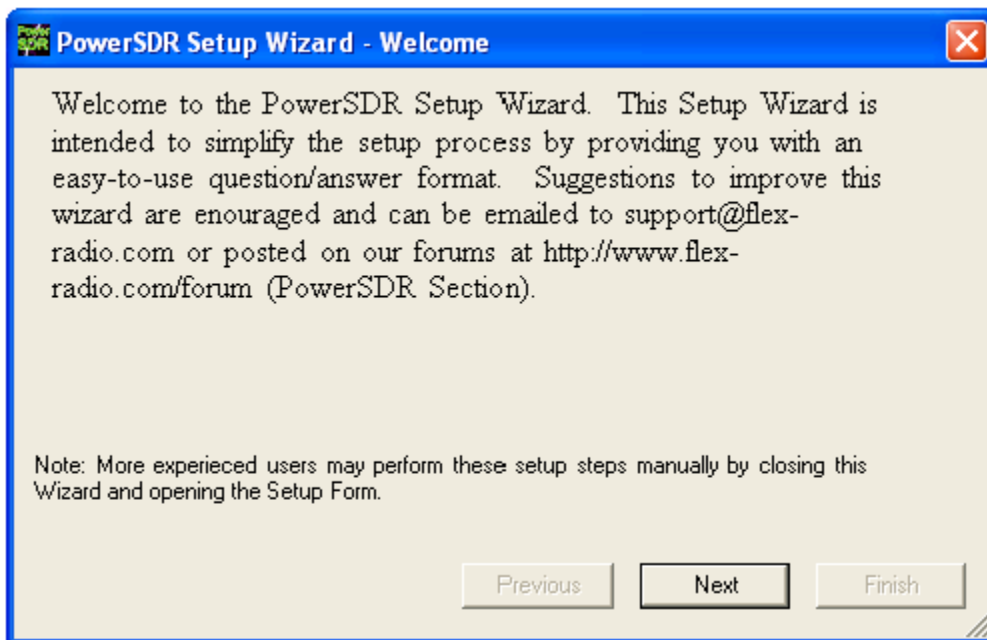 Power SDR
PowerSDR Setup Wizard - Welcome
Welcome to the PowerSDR Setup Wizard. This Setup Wizard is
intended to simplify the setup process by providing you with an
easy-to-use question/answer format. Suggestions to improve this
wizard are enouraged and can be emailed to support@flex-
radio.com or posted on our forums at http://www.flex-
radio.com/forum (PowerSDR Section).
Note: More experieced users may perform these setup steps manually by closing this
Wizard and opening the Setup Form.
Previous Next Finish